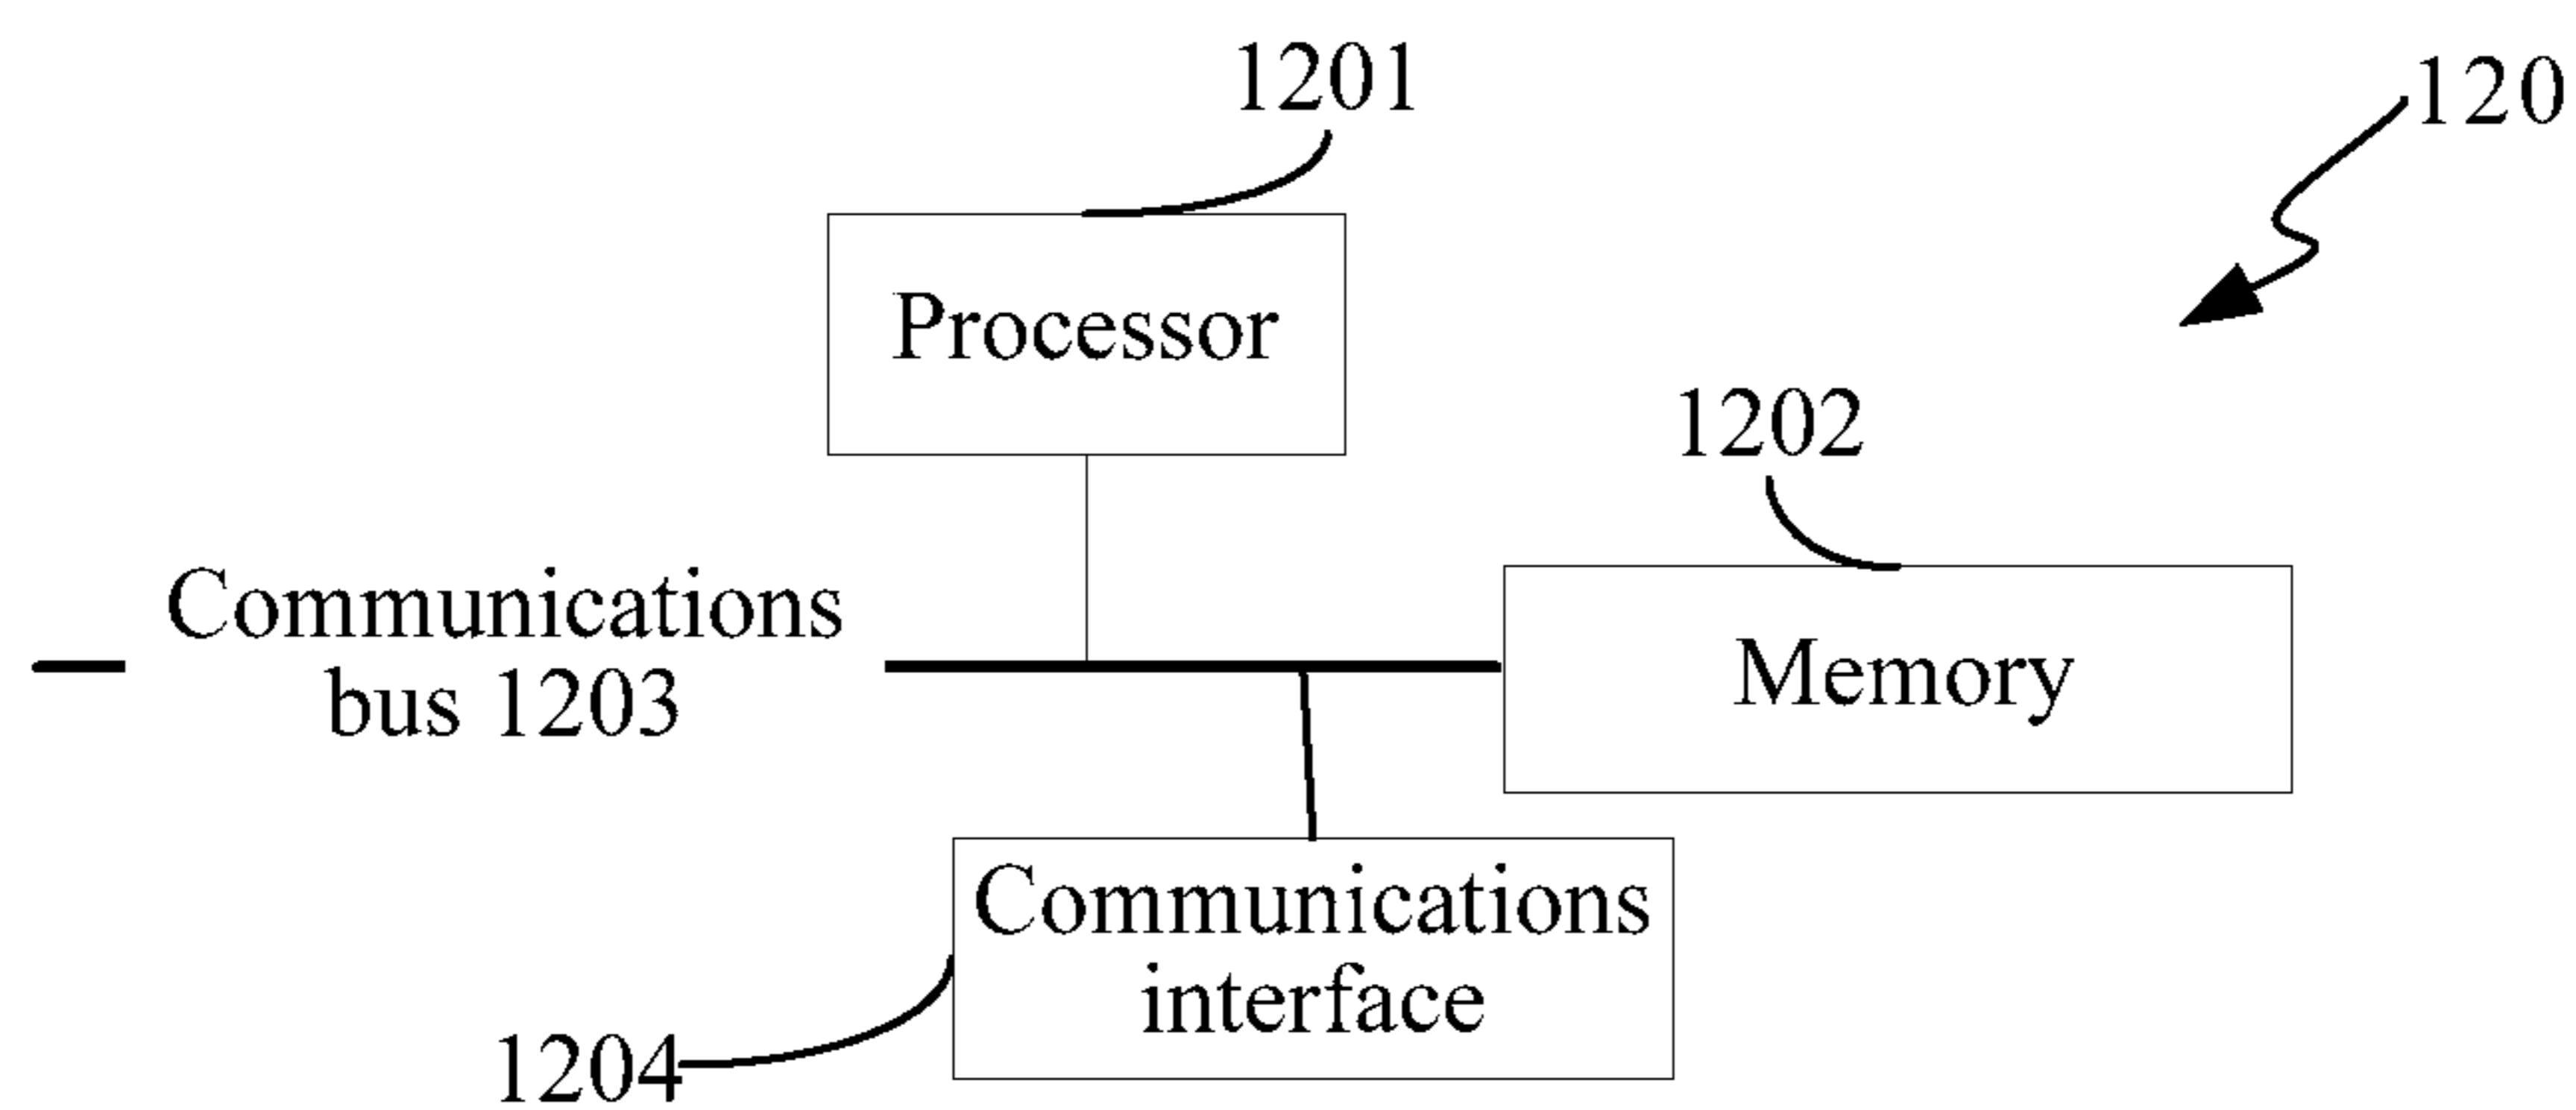 1201
120
Processor
1202
Communications
bus 1203
Memory
Communications
interface
1204